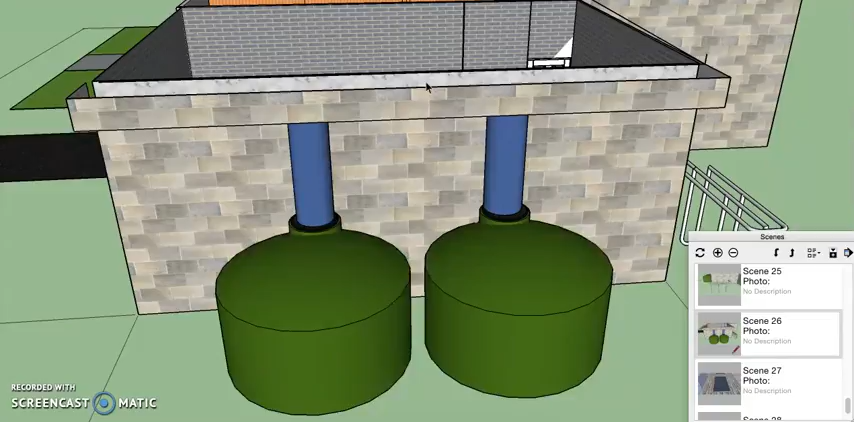 Scenes
Scene 25
Photo:
No Description
Scene 26
Photo:
No Description
Scene 27
Photo:
No Description
RECORDED WITH
SCREENCAST MATIC